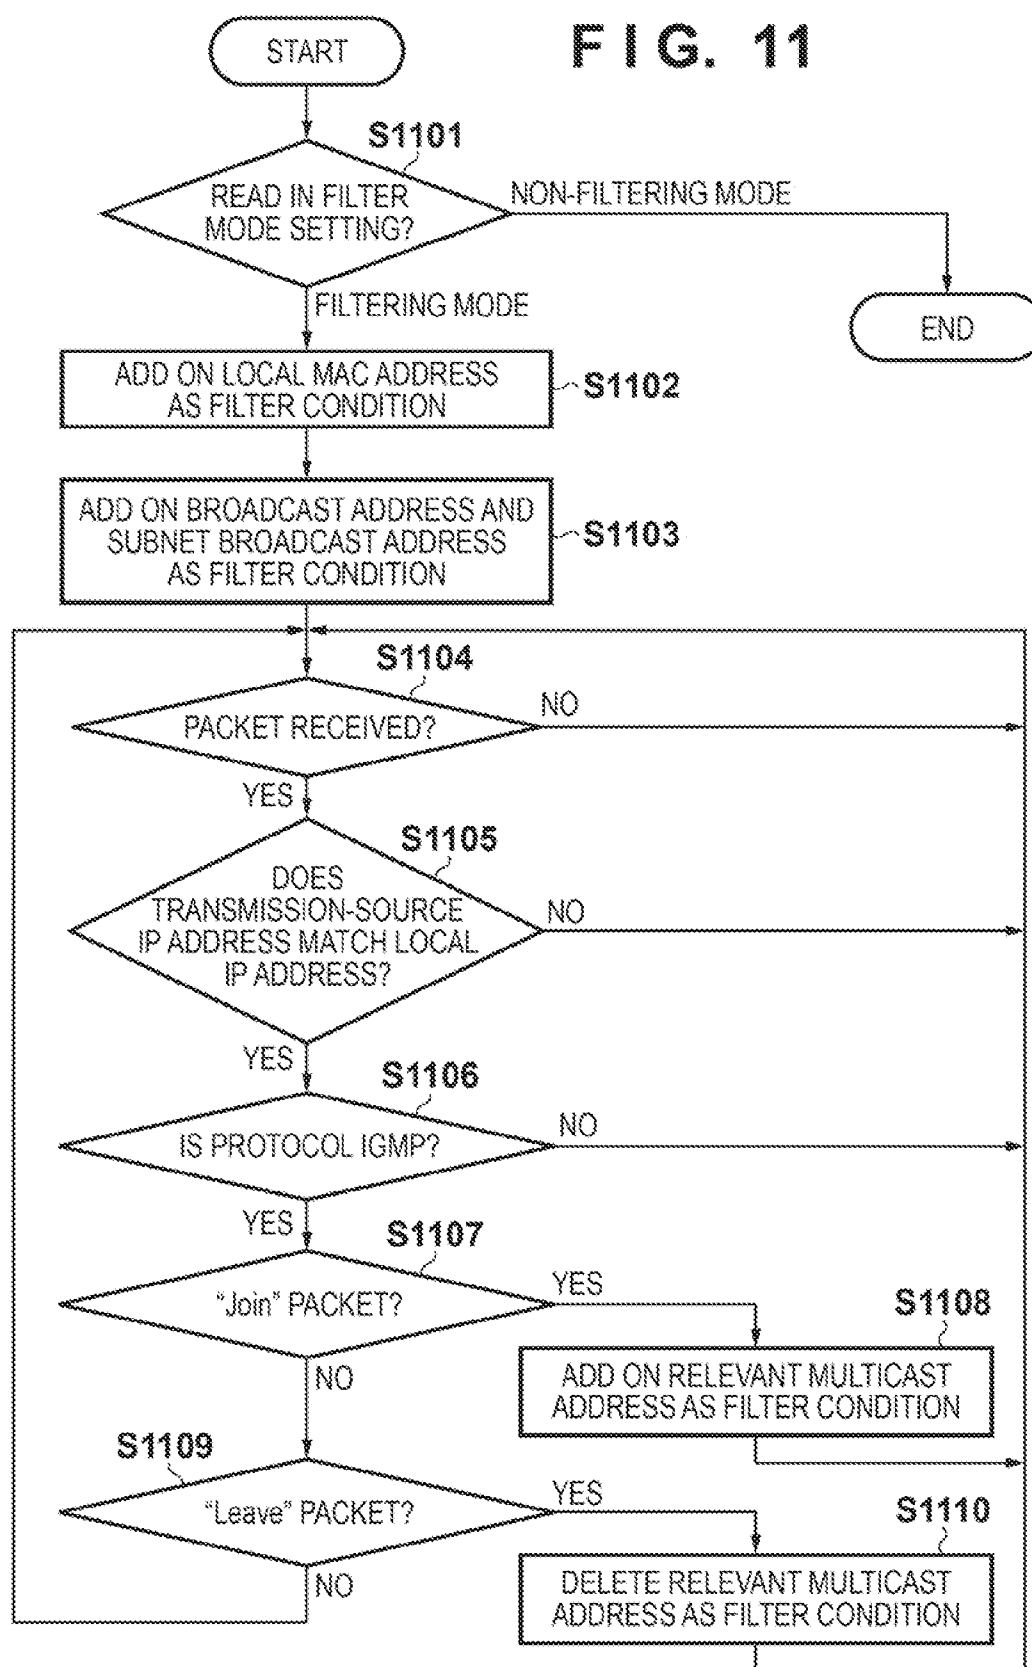 START
FIG. 11
S1101
READ IN FILTER
MODE SETTING?
NON-FILTERING MODE
FILTERING MODE
END
ADD ON LOCAL MAC ADDRESS
AS FILTER CONDITION
S1102
ADD ON BROADCAST ADDRESS AND
SUBNET BROADCAST ADDRESS
AS FILTER CONDITION
S1103
S1104
PACKET RECEIVED?
NO
YES
S1105
DOES
TRANSMISSION-SOURCE
IP ADDRESS MATCH LOCAL
IP ADDRESS?
NO
YES
S1106
IS PROTOCOL IGMP?
NO
YES
S1107
“Join” PACKET?
YES
NO
S1108
ADD ON RELEVANT MULTICAST
ADDRESS AS FILTER CONDITION
S1109
“Leave” PACKET?
YES
NO
S1110
DELETE RELEVANT MULTICAST
ADDRESS AS FILTER CONDITION